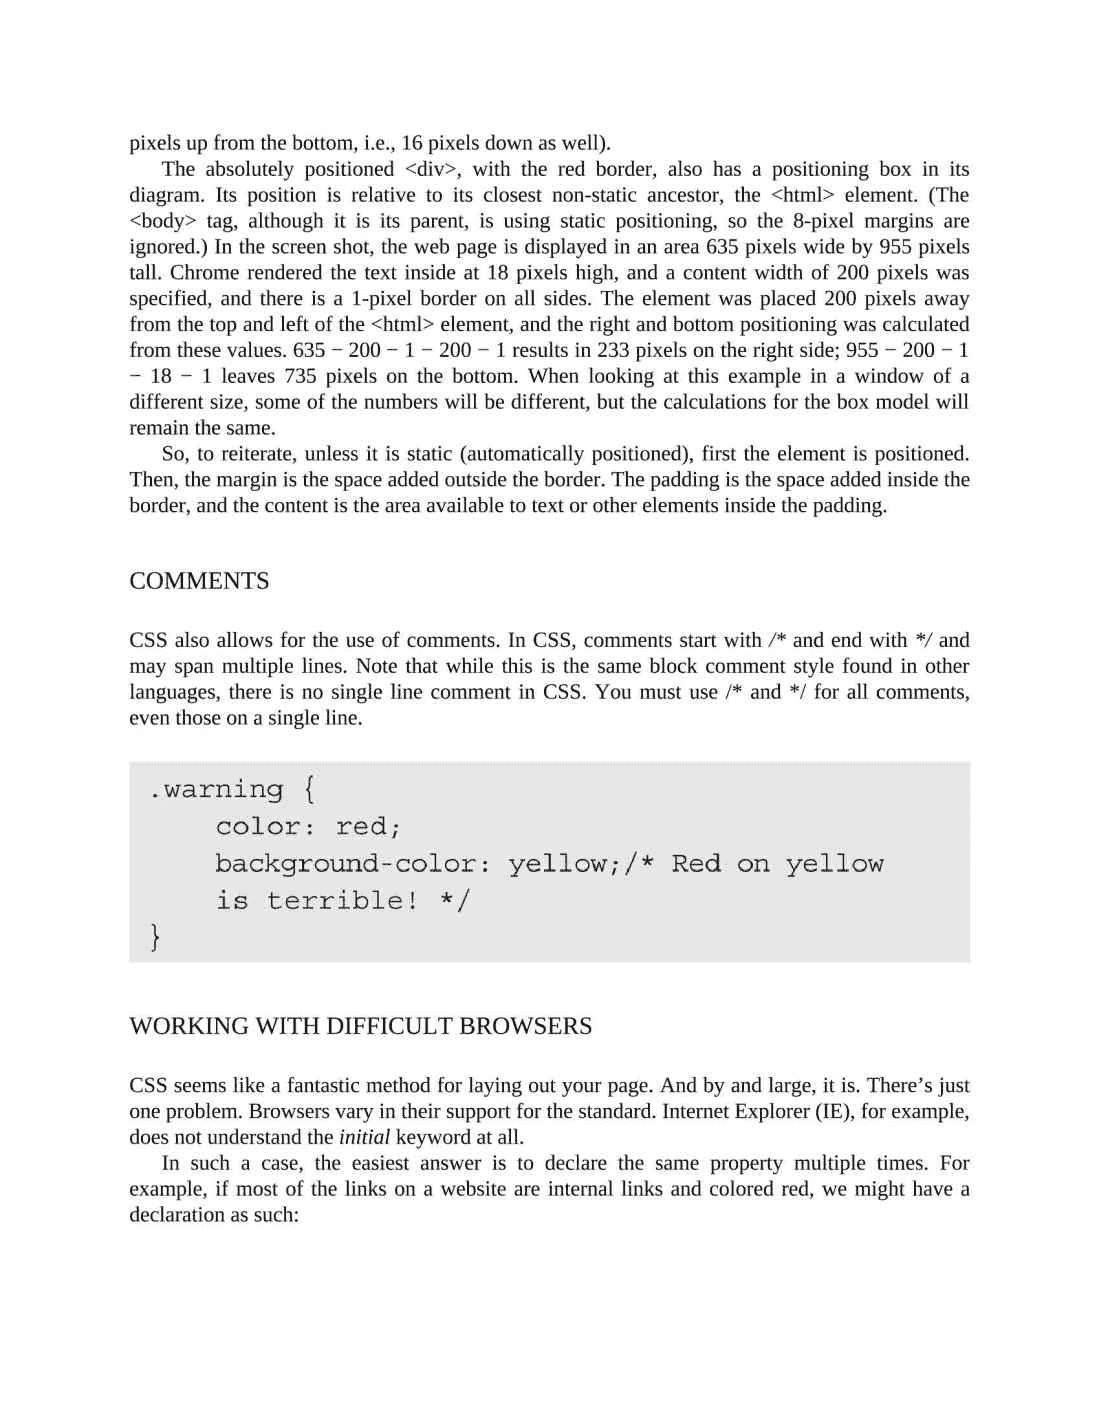 pixels up from the bottom, i.e., 16 pixels down as well).
The absolutely positioned <div>, with the red border, also has a positioning box in its
diagram. Its position is relative to its closest non-static ancestor, the <html> element. (The
<body> tag, although it is its parent, is using static positioning, so the 8-pixel margins are
ignored.) In the screen shot, the web page is displayed in an area 635 pixels wide by 955 pixels
tall. Chrome rendered the text inside at 18 pixels high, and a content width of 200 pixels was
specified, and there is a 1-pixel border on all sides. The element was placed 200 pixels away
from the top and left of the <html> element, and the right and bottom positioning was calculated
from these values. 635 − 200 − 1 − 200 − 1 results in 233 pixels on the right side; 955 − 200 − 1
− 18 − 1 leaves 735 pixels on the bottom. When looking at this example in a window of a
different size, some of the numbers will be different, but the calculations for the box model will
remain the same.
So, to reiterate, unless it is static (automatically positioned), first the element is positioned.
Then, the margin is the space added outside the border. The padding is the space added inside the
border, and the content is the area available to text or other elements inside the padding.
COMMENTS
CSS also allows for the use of comments. In CSS, comments start with /* and end with */ and
may span multiple lines. Note that while this is the same block comment style found in other
languages, there is no single line comment in CSS. You must use /* and */ for all comments,
even those on a single line.
.warning {
color: red;
background-color: yellow;/* Red on yellow
is terrible! */
}
WORKING WITH DIFFICULT BROWSERS
CSS seems like a fantastic method for laying out your page. And by and large, it is. There’s just
one problem. Browsers vary in their support for the standard. Internet Explorer (IE), for example,
does not understand the initial keyword at all.
In such a case, the easiest answer is to declare the same property multiple times. For
example, if most of the links on a website are internal links and colored red, we might have a
declaration as such: